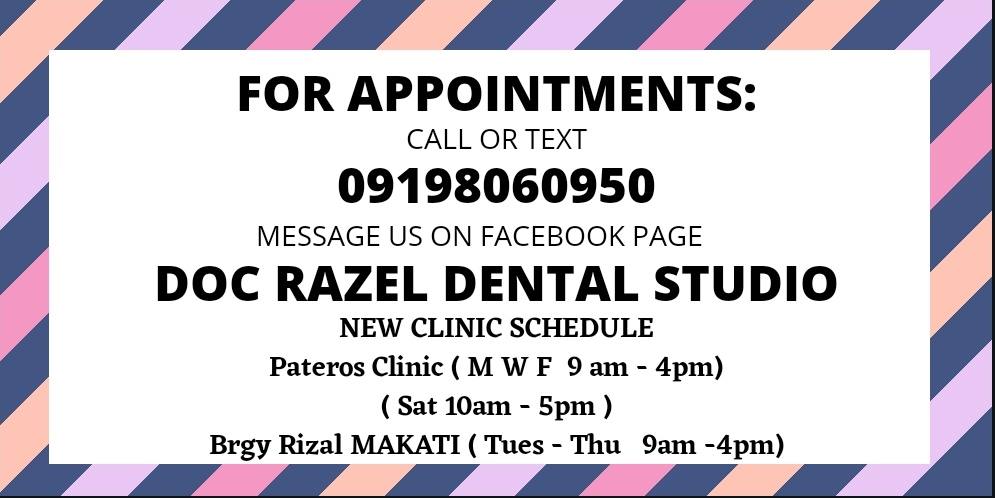 FOR APPOINTMENTS:
CALL OR TEXT
09198060950
MESSAGE US ON FACEBOOK PAGE
DOC RAZEL DENTAL STUDIO
NEW CLINIC SCHEDULE
Pateros Clinic ( M W F  9 am - 4pm)
( Sat 10am - 5pm )
Brgy Rizal MAKATI ( Tues - Thu  9am -4pm)